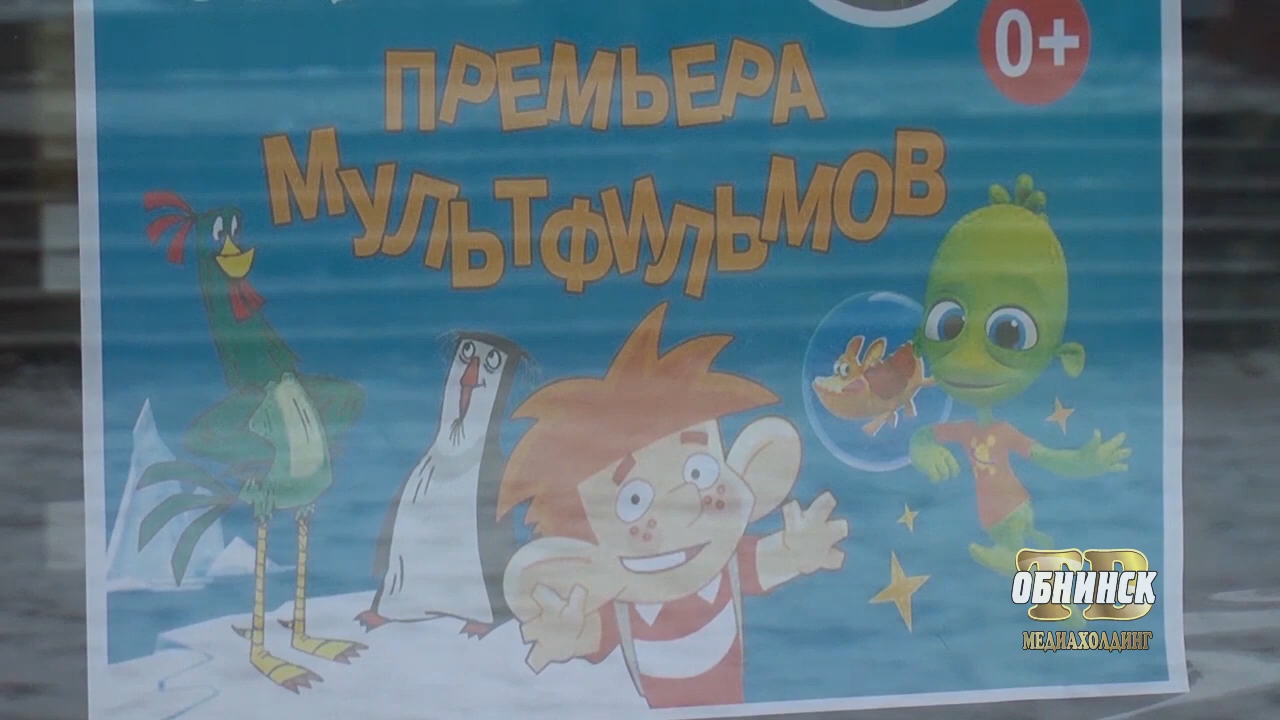 0+
ПРЕМЬЕРА
МУЛЬТФИЛЬМОВ
ТВ
ОБНИНСК
МЕДИАХОЛДИНГ